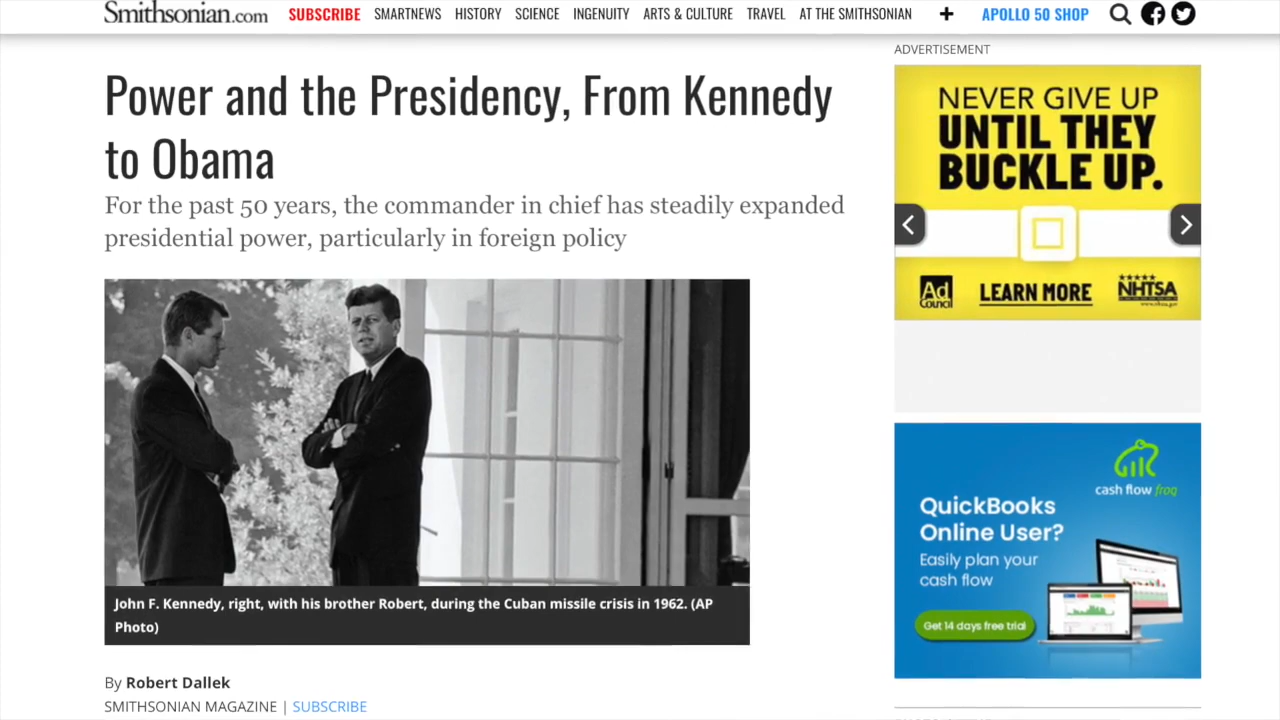 Smithsonian.com SUBSCRIBE SMARTNEWS HISTORY SCIENCE INGENUITY ARTS & CULTURE TRAVEL AT THE SMITHSONIAN + APOLLO 50 SHOP
ADVERTISEMENT
Power and the Presidency, From Kennedy
to Obama
For the past 50 years, the commander in chief has steadily expanded
presidential power, particularly in foreign policy
John F. Kennedy, right, with his brother Robert, during the Cuban missile crisis in 1962. (AP
Photo)
By Robert Dallek
SMITHSONIAN MAGAZINE | SUBSCRIBE
NEVER GIVE UP
UNTIL THEY
BUCKLE UP.
Ad
Council
LEARN MORE
NHTSA
www.nhtsa.gov
cash flow frog
QuickBooks
Online User?
Easily plan your
cash flow
Get 14 days free trial